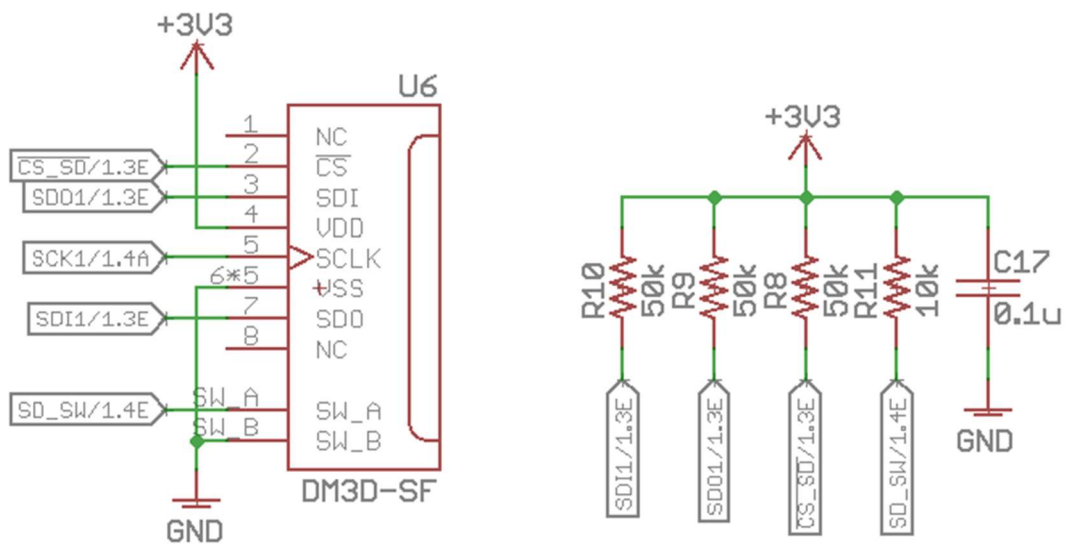 +3V3
U6
1 NC
CS_SD/1.3E 2 CS
SDO1/1.3E 3 SDI
4 VDD
SCK1/1.4A 5 SCLK
6*5 VSS
SDI1/1.3E 7 SDO
8 NC
SD_SW/1.4E SW_A SW_A
SW_B SW_B
DM3D-SF
GND
+3V3
R10 50k R9 50k R8 50k R11 10k C17 0.1u
SDI1/1.3E SDO1/1.3E CS_SD/1.3E SD_SW/1.4E
GND